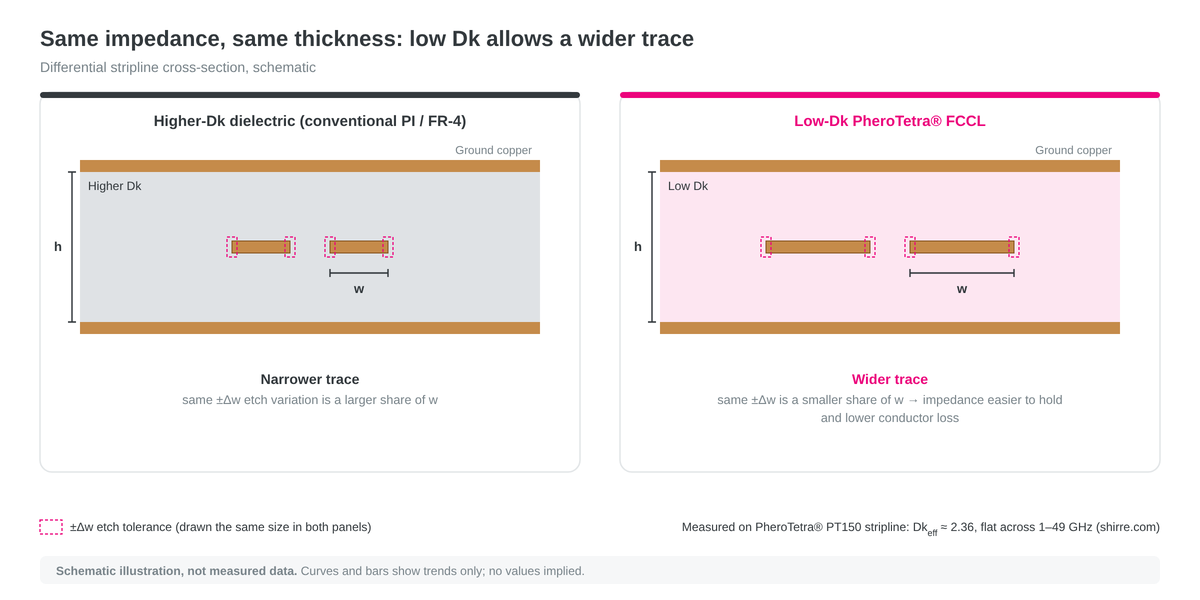 Same impedance, same thickness: low Dk allows a wider trace
Differential stripline cross-section, schematic
Higher-Dk dielectric (conventional PI / FR-4)
Ground copper
Higher Dk
h
w
Narrower trace
same ±Δw etch variation is a larger share of w
Low-Dk PheroTetra® FCCL
Ground copper
Low Dk
h
w
Wider trace
same ±Δw is a smaller share of w → impedance easier to hold
and lower conductor loss
±Δw etch tolerance (drawn the same size in both panels)
Measured on PheroTetra® PT150 stripline: Dkeff ≈ 2.36, flat across 1–49 GHz (shirre.com)
Schematic illustration, not measured data. Curves and bars show trends only; no values implied.